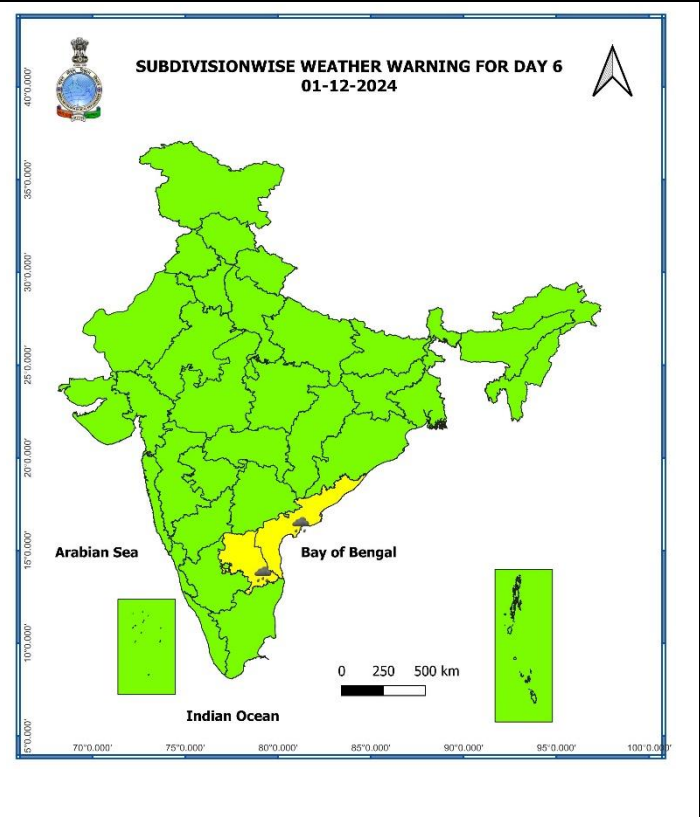 SUBDIVISIONWISE WEATHER WARNING FOR DAY 6
01-12-2024
40°0.000'
35°0.000'
30°0.000'
25°0.000'
20°0.000'
15°0.000'
10°0.000'
5°0.000'
Arabian Sea
Bay of Bengal
0 250 500 km
Indian Ocean
70°0.000' 75°0.000' 80°0.000' 85°0.000' 90°0.000' 95°0.000' 100°0.000'